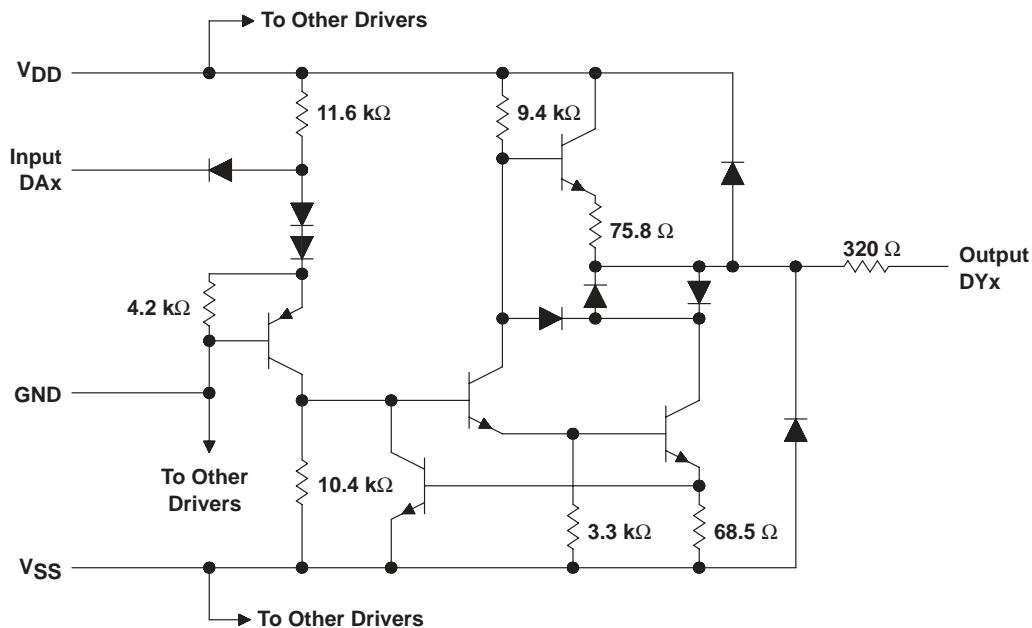 To Other Drivers
VDD
11.6 kΩ
9.4 kΩ
Input
DAx
75.8 Ω
320 Ω
Output
DYx
4.2 kΩ
GND
To Other
Drivers
10.4 kΩ
3.3 kΩ
68.5 Ω
VSS
To Other Drivers